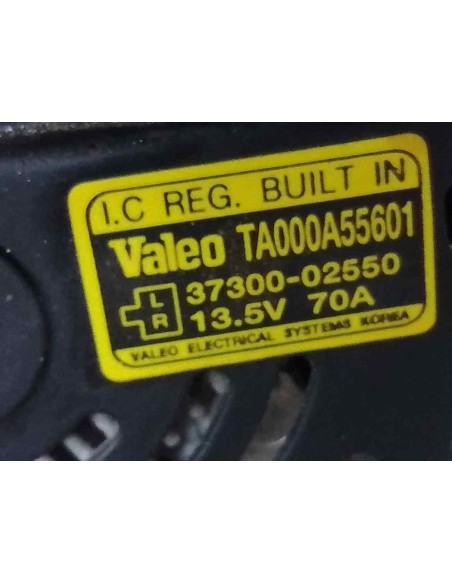 I.C REG. BUILT IN
Valeo TA000A55601
L 37300-02550
R 13.5V 70A
VALEO ELECTRICAL SYSTEMS KOREA